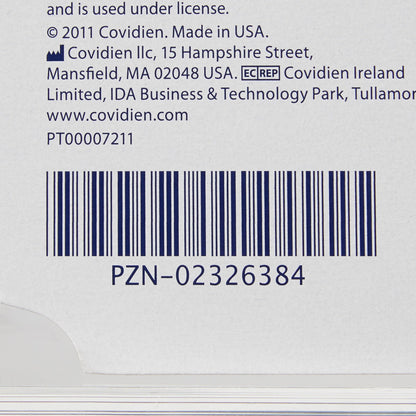 and is used under license.
© 2011 Covidien. Made in USA.
Covidien llc, 15 Hampshire Street,
Mansfield, MA 02048 USA. EC REP Covidien Ireland
Limited, IDA Business & Technology Park, Tullamor
www.covidien.com
PT00007211
PZN-02326384